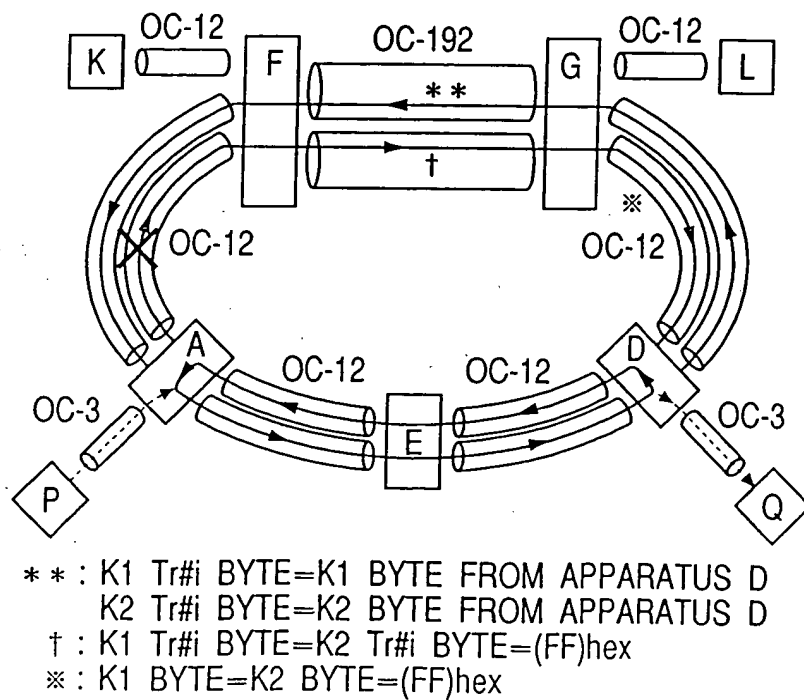 OC-12
OC-192
OC-12
K
F
G
L
**
†
※
OC-12
OC-12
A
D
OC-12
OC-12
OC-3
OC-3
E
P
Q
** : K1 Tr#i BYTE=K1 BYTE FROM APPARATUS D
K2 Tr#i BYTE=K2 BYTE FROM APPARATUS D
† : K1 Tr#i BYTE=K2 Tr#i BYTE=(FF)hex
※ : K1 BYTE=K2 BYTE=(FF)hex